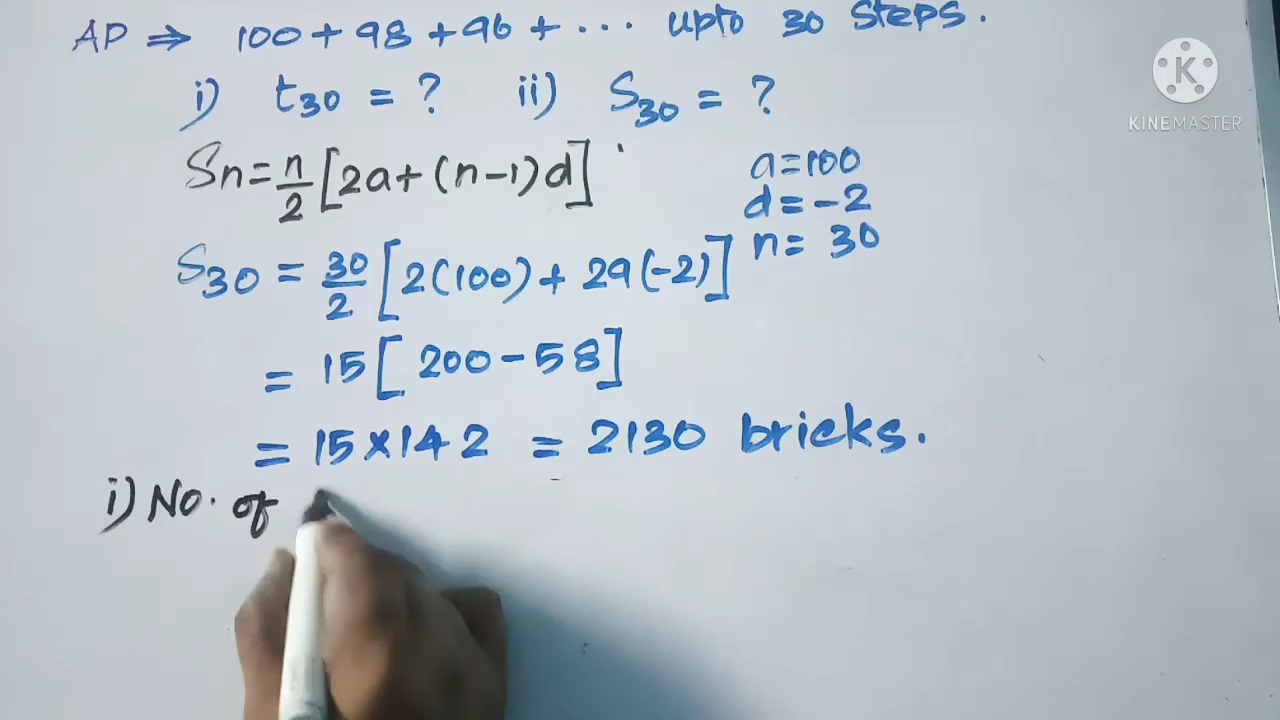 AP ⇒ 100 + 98 + 96 + ... upto 30 steps.
i) t30 = ? ii) S30 = ?
Sn = n/2 [2a + (n-1) d]
a = 100
d = -2
n = 30
S30 = 30/2 [2(100) + 29(-2)]
= 15 [200 - 58]
= 15 × 142 = 2130 bricks.
i) No. of
K
KINEMASTER